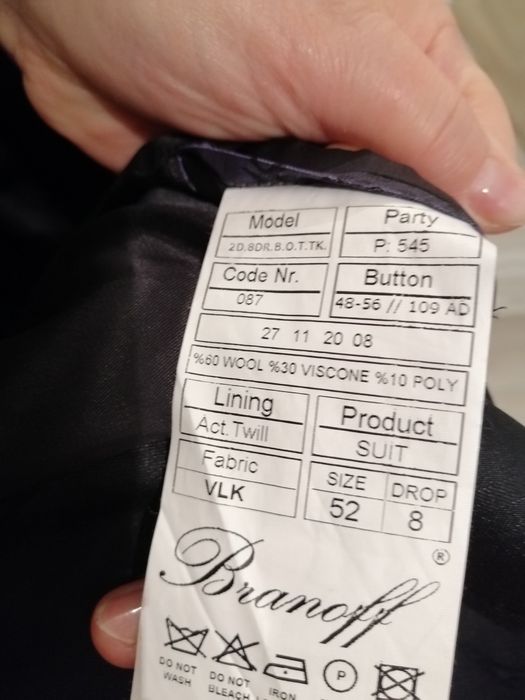 Model
2D.8DR.B.O.T.TK.
Party
P: 545
Code Nr.
087
Button
48-56 // 109 AD
27 11 20 08
%60 WOOL %30 VISCONE %10 POLY
Lining
Act.Twill
Product
SUIT
Fabric
VLK
SIZE DROP
52 8
Branoff ®
P
DO NOT WASH
DO NOT BLEACH
IRON